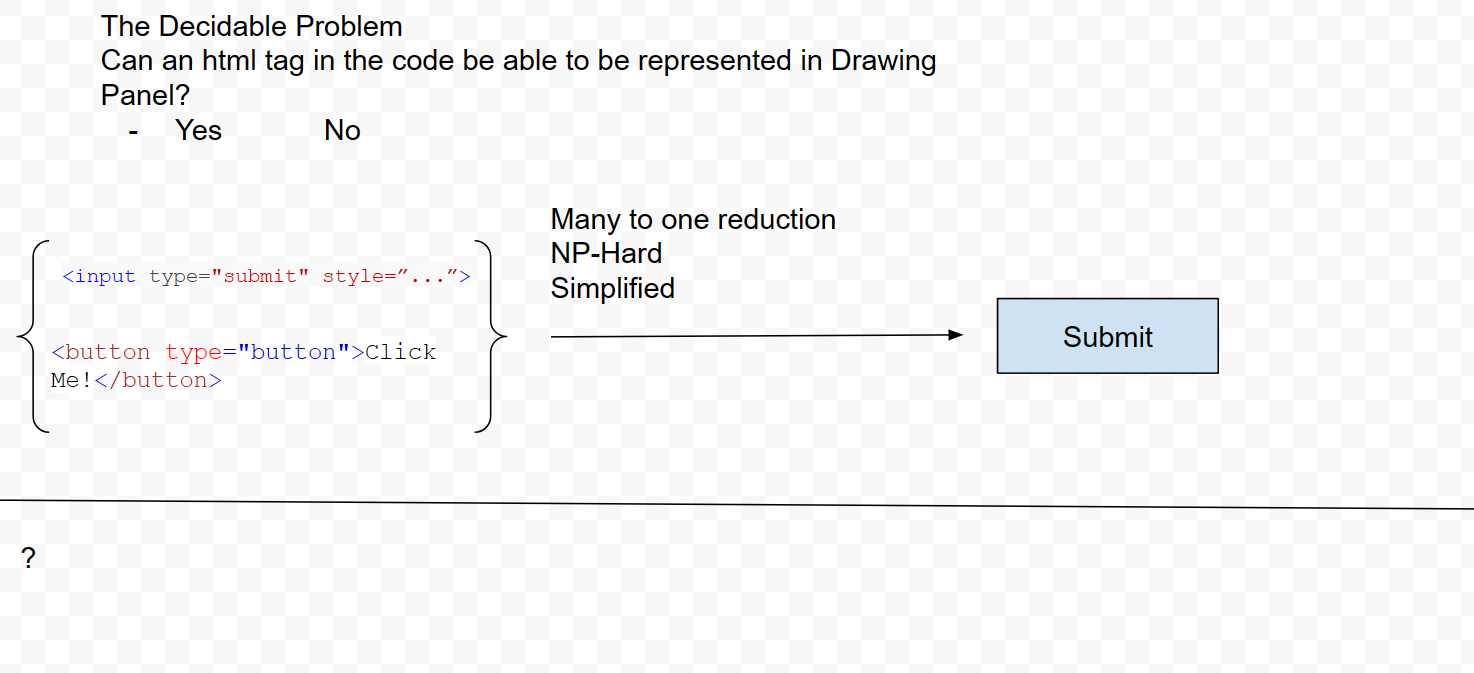 The Decidable Problem
Can an html tag in the code be able to be represented in Drawing
Panel?
- Yes No
Many to one reduction
NP-Hard
Simplified
<input type="submit" style=”...”>
<button type="button">Click
Me!</button>
Submit
?